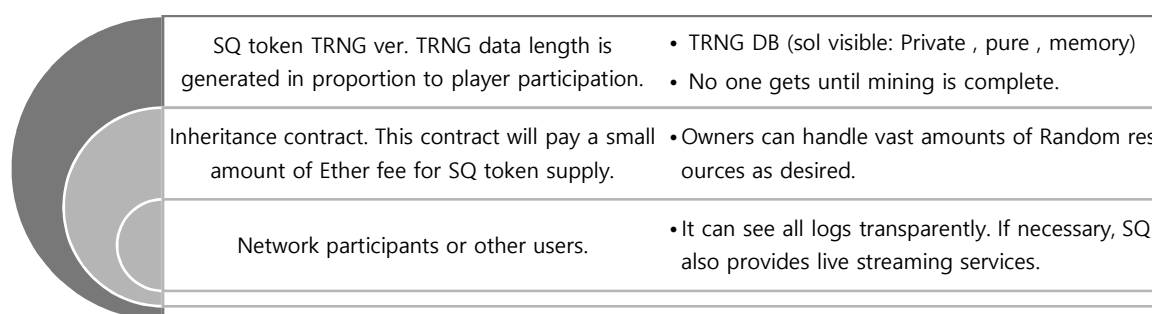 SQ token TRNG ver. TRNG data length is
generated in proportion to player participation.
• TRNG DB (sol visible: Private , pure , memory)
• No one gets until mining is complete.
Inheritance contract. This contract will pay a small
amount of Ether fee for SQ token supply.
• Owners can handle vast amounts of Random res
ources as desired.
Network participants or other users.
• It can see all logs transparently. If necessary, SQ
also provides live streaming services.